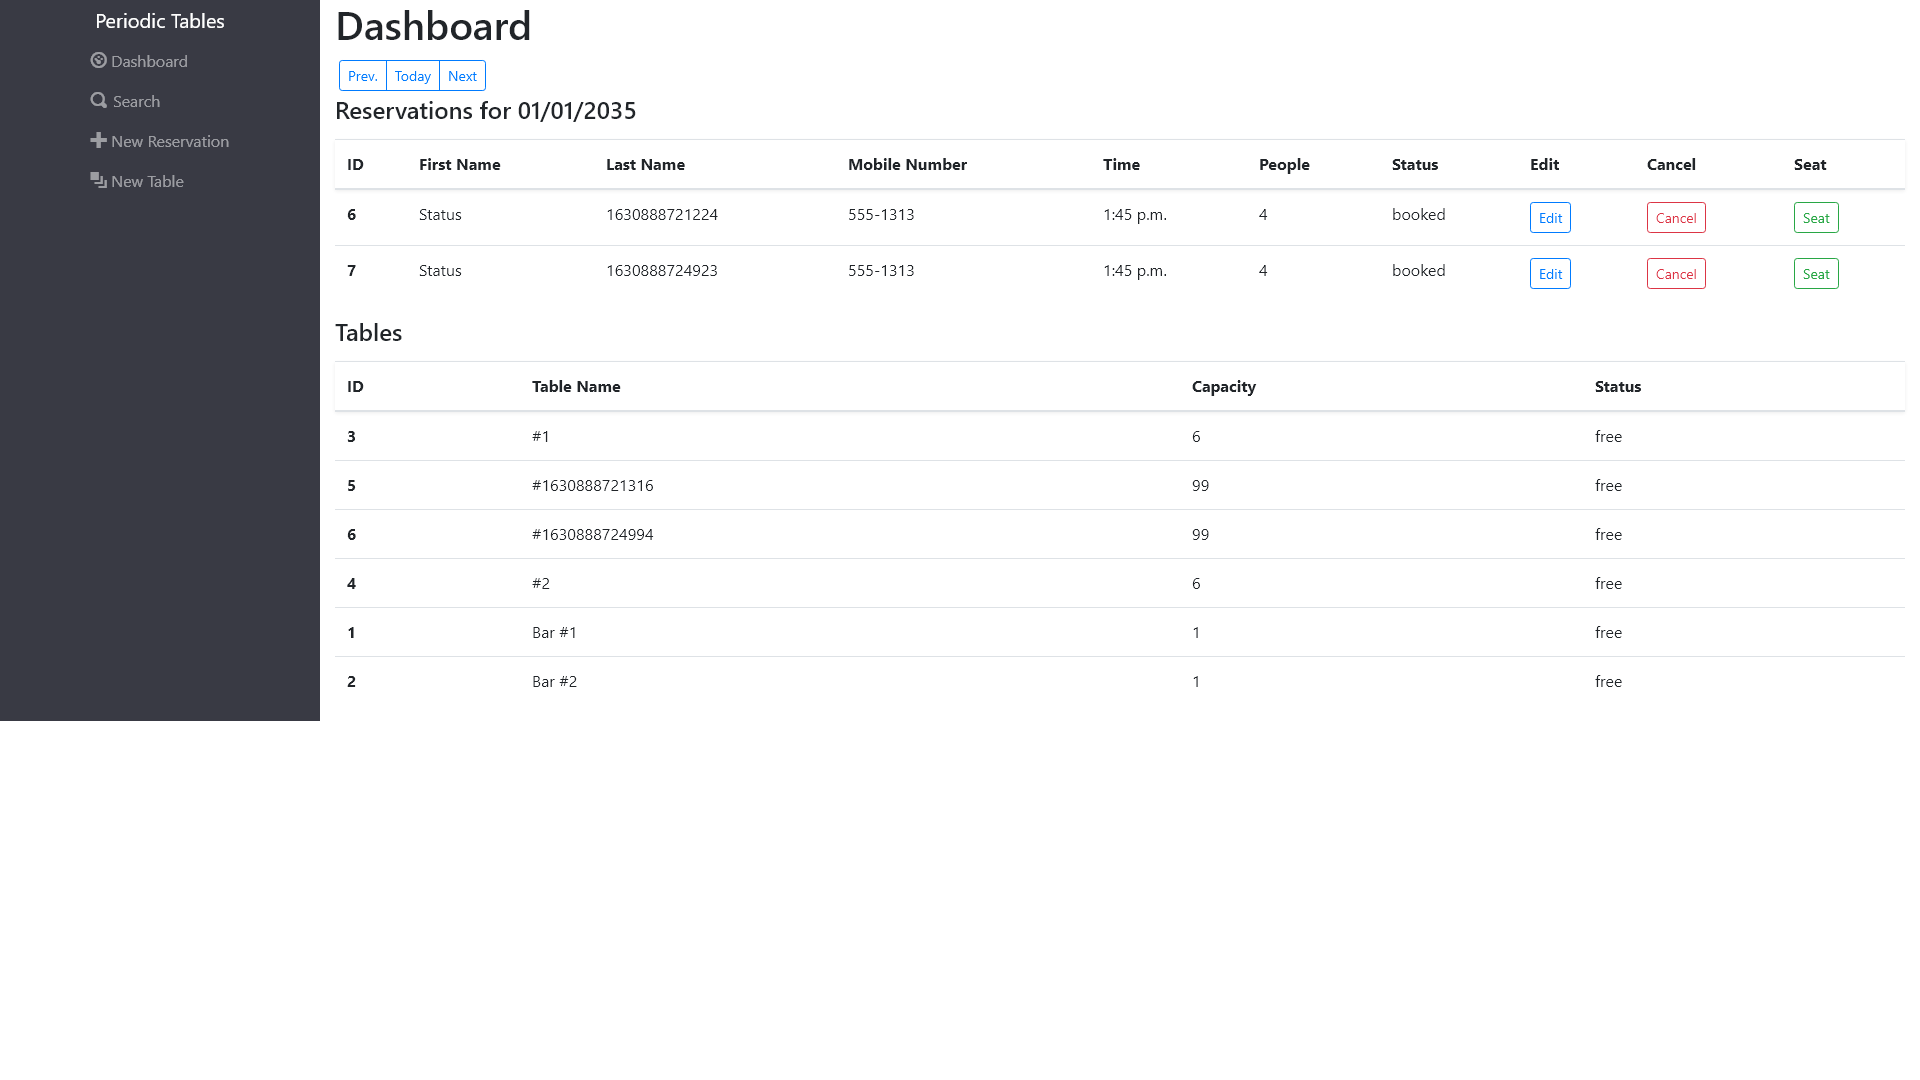 Periodic Tables
Dashboard
Search
New Reservation
New Table
Dashboard
Prev. Today Next
Reservations for 01/01/2035
ID First Name Last Name Mobile Number Time People Status Edit Cancel Seat
6 Status 1630888721224 555-1313 1:45 p.m. 4 booked Edit Cancel Seat
7 Status 1630888724923 555-1313 1:45 p.m. 4 booked Edit Cancel Seat
Tables
ID Table Name Capacity Status
3 #1 6 free
5 #1630888721316 99 free
6 #1630888724994 99 free
4 #2 6 free
1 Bar #1 1 free
2 Bar #2 1 free